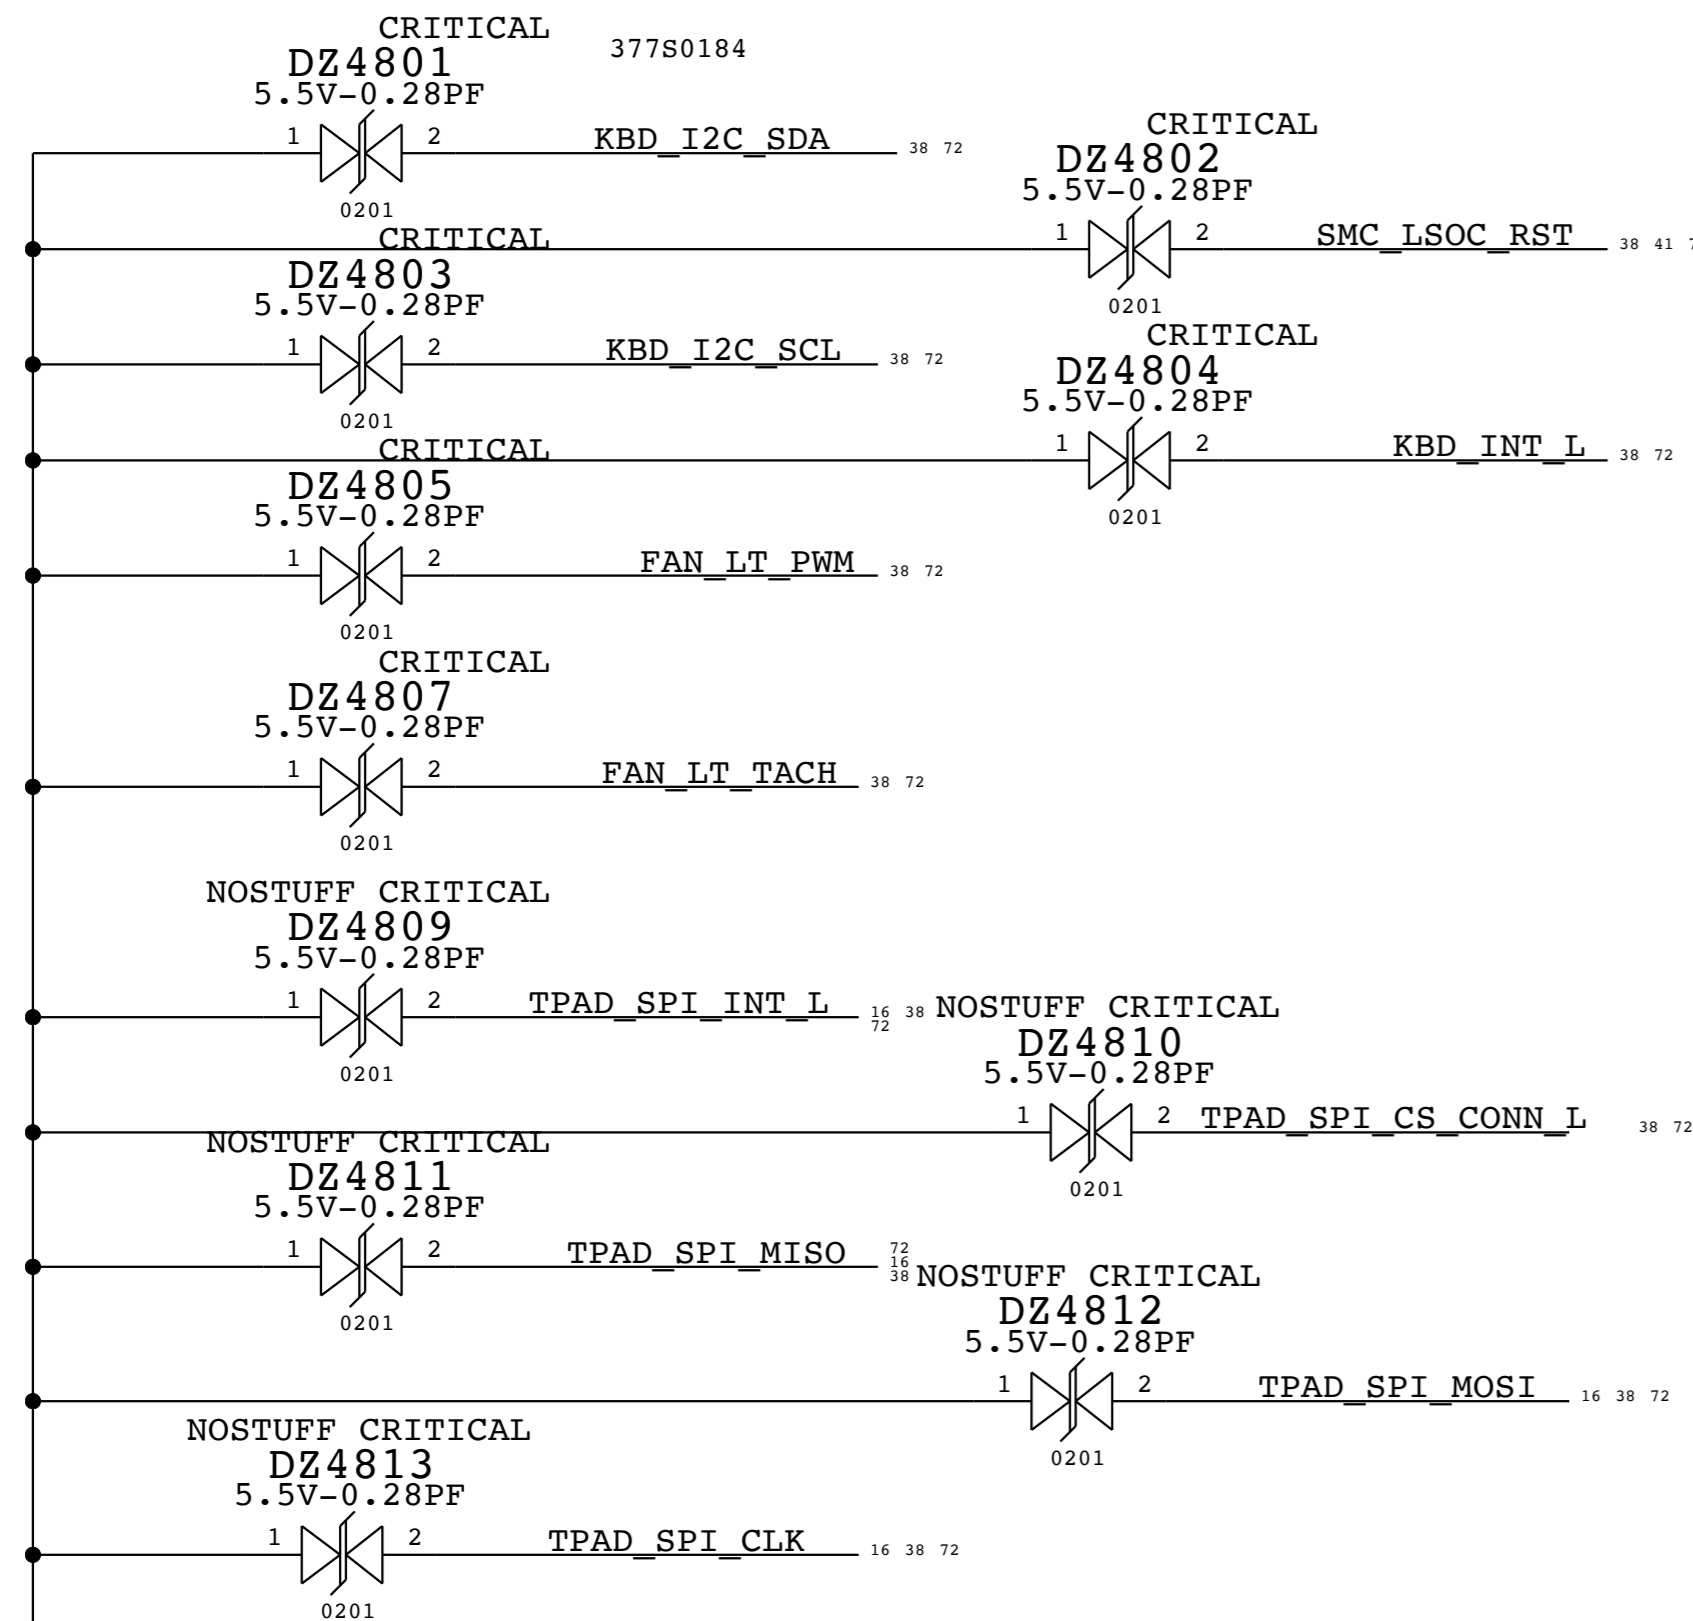 CRITICAL
DZ4801
377S0184
5.5V-0.28PF
1 2 KBD_I2C_SDA 38 72
0201
CRITICAL
DZ4802
5.5V-0.28PF
1 2 SMC_LSOC_RST 38 41 7
0201
CRITICAL
DZ4803
5.5V-0.28PF
1 2 KBD_I2C_SCL 38 72
0201
CRITICAL
DZ4804
5.5V-0.28PF
1 2 KBD_INT_L 38 72
0201
CRITICAL
DZ4805
5.5V-0.28PF
1 2 FAN_LT_PWM 38 72
0201
CRITICAL
DZ4807
5.5V-0.28PF
1 2 FAN_LT_TACH 38 72
0201
NOSTUFF CRITICAL
DZ4809
5.5V-0.28PF
1 2 TPAD_SPI_INT_L 16 38
72
0201
NOSTUFF CRITICAL
DZ4810
5.5V-0.28PF
1 2 TPAD_SPI_CS_CONN_L 38 72
0201
NOSTUFF CRITICAL
DZ4811
5.5V-0.28PF
1 2 TPAD_SPI_MISO 72
16
38
0201
NOSTUFF CRITICAL
DZ4812
5.5V-0.28PF
1 2 TPAD_SPI_MOSI 16 38 72
0201
NOSTUFF CRITICAL
DZ4813
5.5V-0.28PF
1 2 TPAD_SPI_CLK 16 38 72
0201